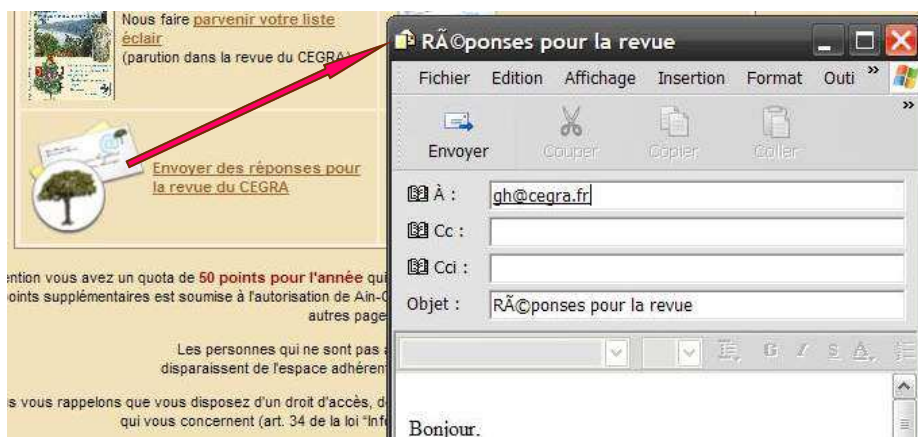 Nous faire parvenir votre liste
éclair
(parution dans la revue du CEGRA)
Envoyer des réponses pour
la revue du CEGRA
ention vous avez un quota de 50 points pour l'année qui
oints supplémentaires est soumise à l'autorisation de Ain-G
autres page
Les personnes qui ne sont pas a
disparaissent de l'espace adhérent
s vous rappelons que vous disposez d'un droit d'accès, d
qui vous concernent (art. 34 de la loi "Info
RÃ©ponses pour la revue
Fichier Edition Affichage Insertion Format Outi »
Envoyer Couper Copier Coller »
À : gh@cegra.fr
Cc :
Cci :
Objet : RÃ©ponses pour la revue
G I S A
Bonjour.